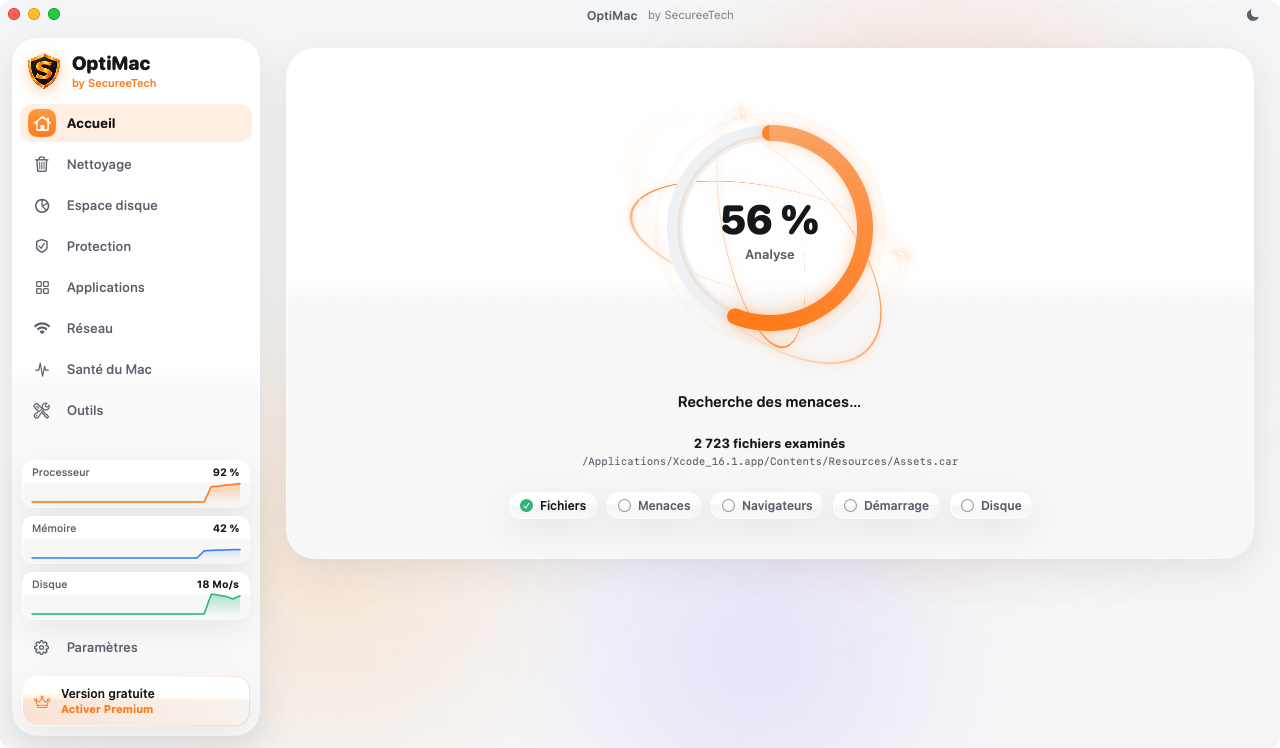 OptiMac by SecureeTech
OptiMac
by SecureeTech
Accueil
Nettoyage
Espace disque
Protection
Applications
Réseau
Santé du Mac
Outils
Processeur 92 %
Mémoire 42 %
Disque 18 Mo/s
Paramètres
Version gratuite
Activer Premium
56 %
Analyse
Recherche des menaces...
2 723 fichiers examinés
/Applications/Xcode_16.1.app/Contents/Resources/Assets.car
Fichiers Menaces Navigateurs Démarrage Disque